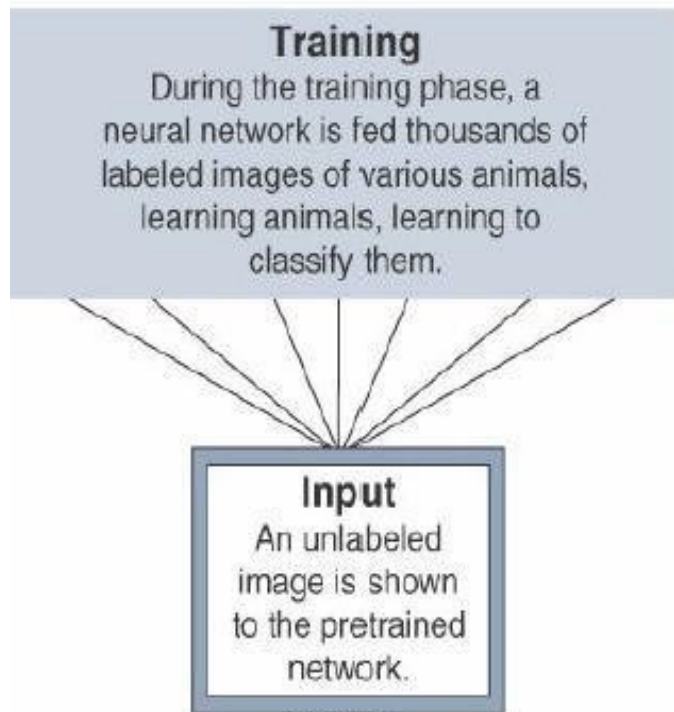 Training
During the training phase, a
neural network is fed thousands of
labeled images of various animals,
learning animals, learning to
classify them.
Input
An unlabeled
image is shown
to the pretrained
network.